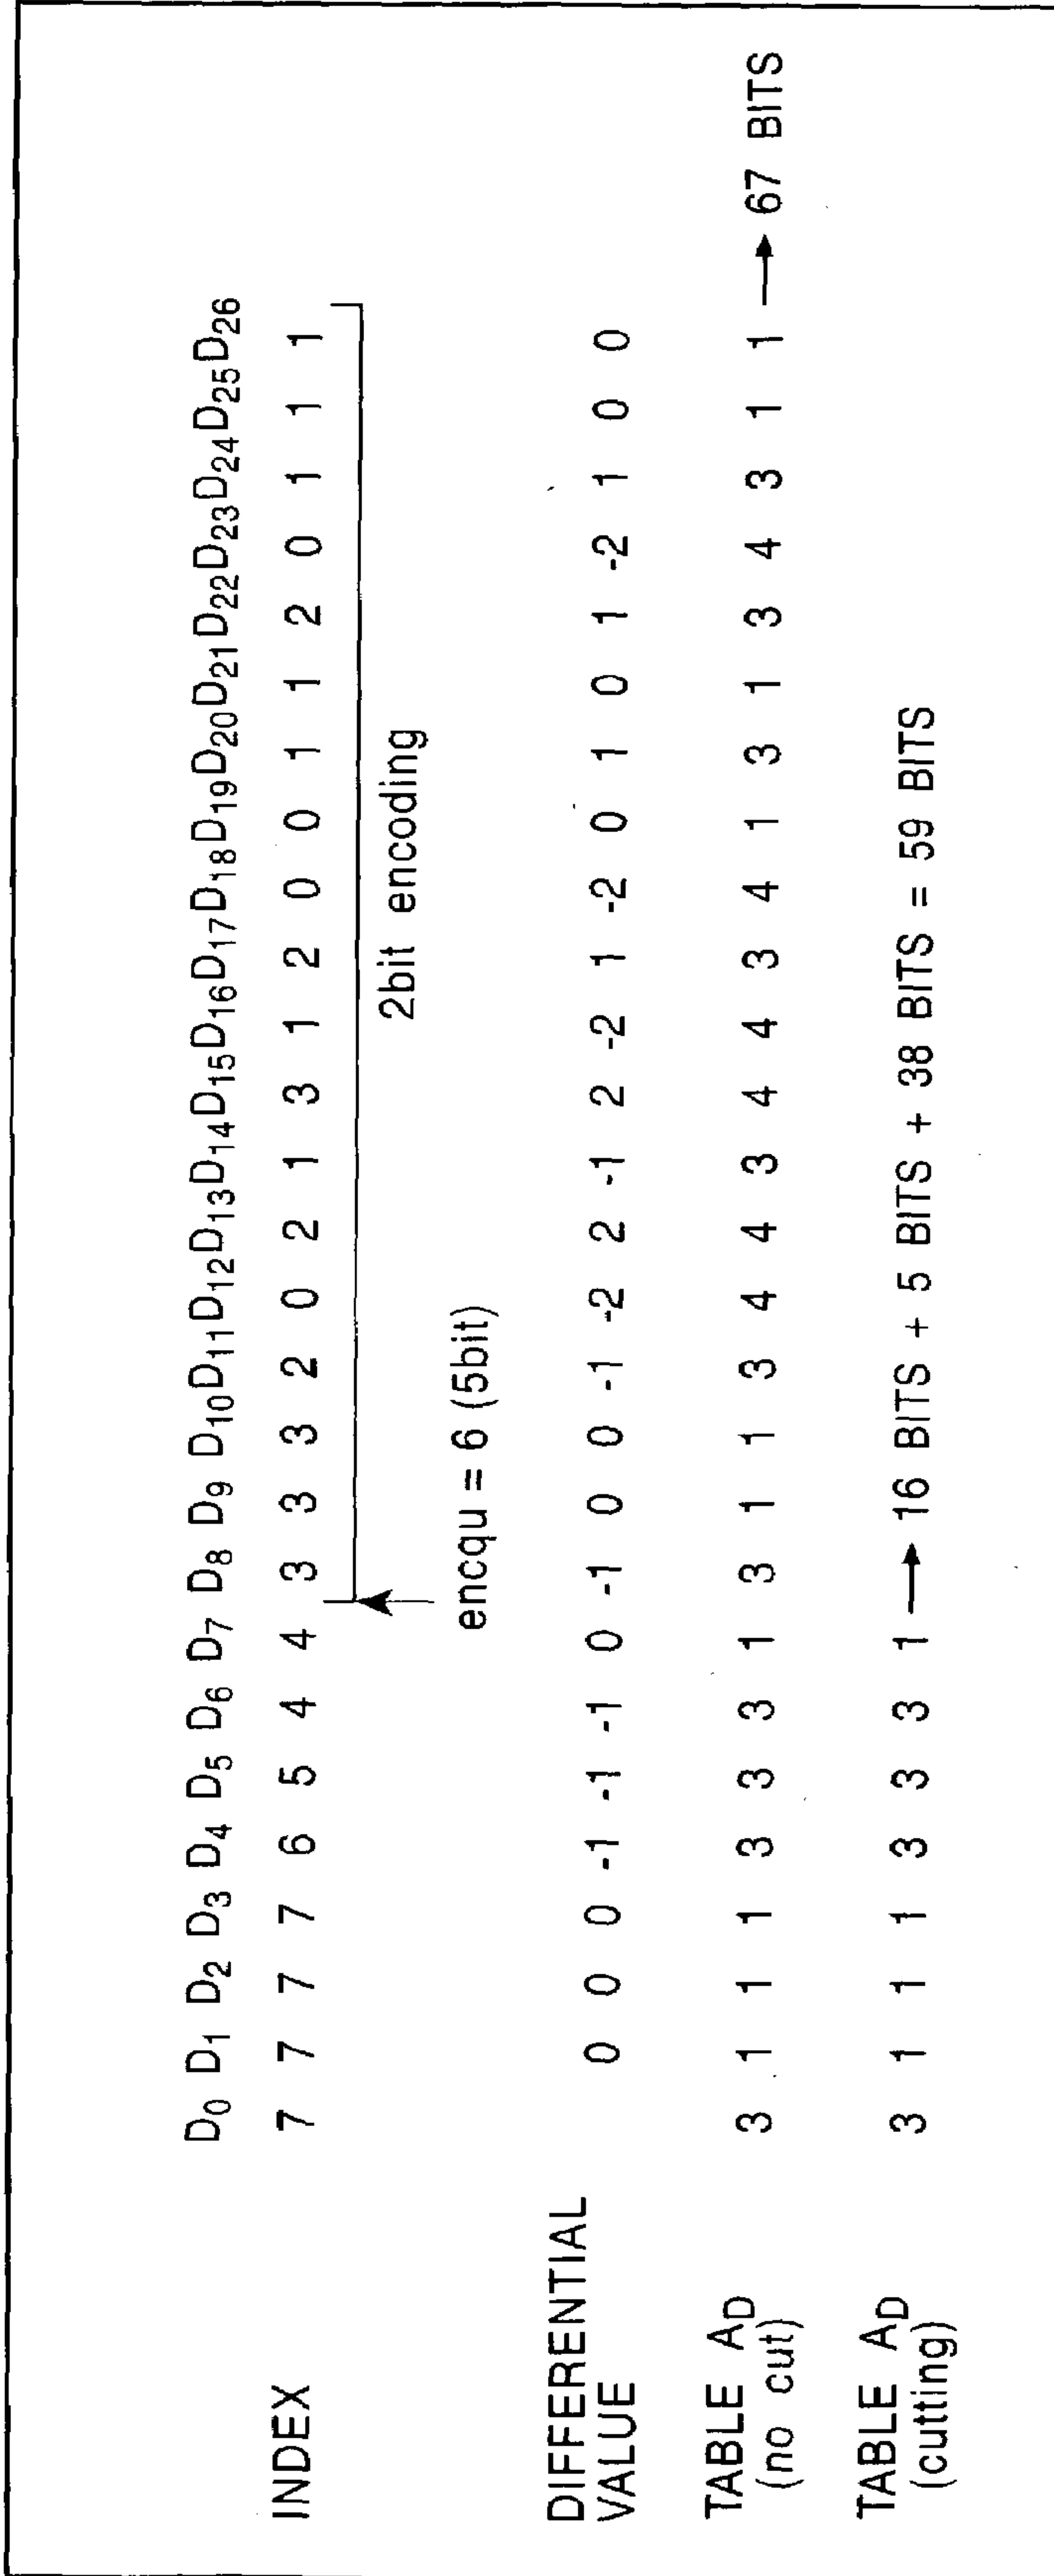 D0 D1 D2 D3 D4 D5 D6 D7 D8 D9 D10 D11 D12 D13 D14 D15 D16 D17 D18 D19 D20 D21 D22 D23 D24 D25 D26
INDEX 7 7 7 7 6 5 4 4 3 3 3 2 0 2 1 3 1 2 0 0 1 1 2 0 1 1 1
2bit encoding
encqu = 6 (5bit)
DIFFERENTIAL
VALUE 0 0 0 -1 -1 -1 0 -1 0 0 -1 -2 2 -1 2 -2 1 -2 0 1 0 1 -2 1 0 0
TABLE AD 3 1 1 1 3 3 3 1 3 1 1 3 4 4 3 4 4 3 4 1 3 1 3 4 3 1 1 → 67 BITS
(no cut)
TABLE AD 3 1 1 1 3 3 3 1 → 16 BITS + 5 BITS + 38 BITS = 59 BITS
(cutting)